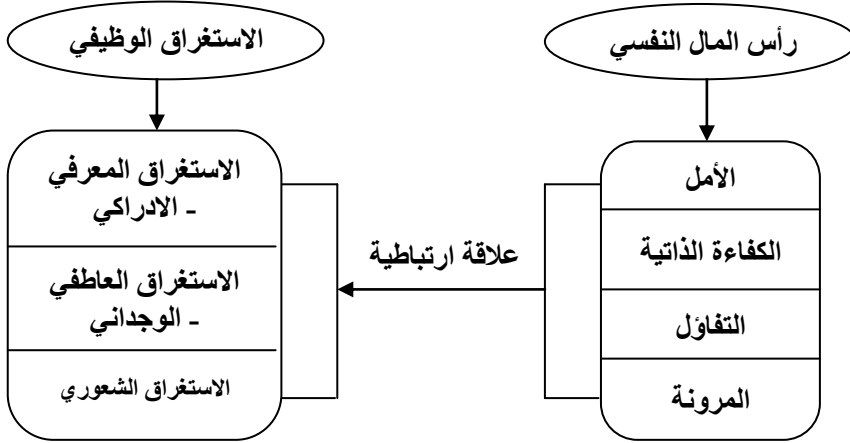 رأس المال النفسي
الاستغراق الوظيفي
الأمل
الكفاءة الذاتية
التفاؤل
المرونة
علاقة ارتباطية
الاستغراق المعرفي
- الادراكي
الاستغراق العاطفي
- الوجداني
الاستغراق الشعوري